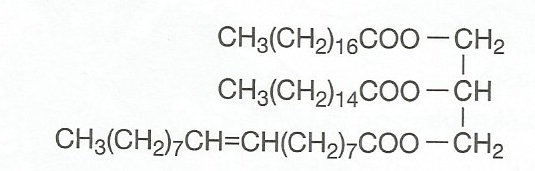 CH₃(CH₂)₁₆COO—CH₂
CH₃(CH₂)₁₄COO—CH
CH₃(CH₂)₇CH=CH(CH₂)₇COO—CH₂